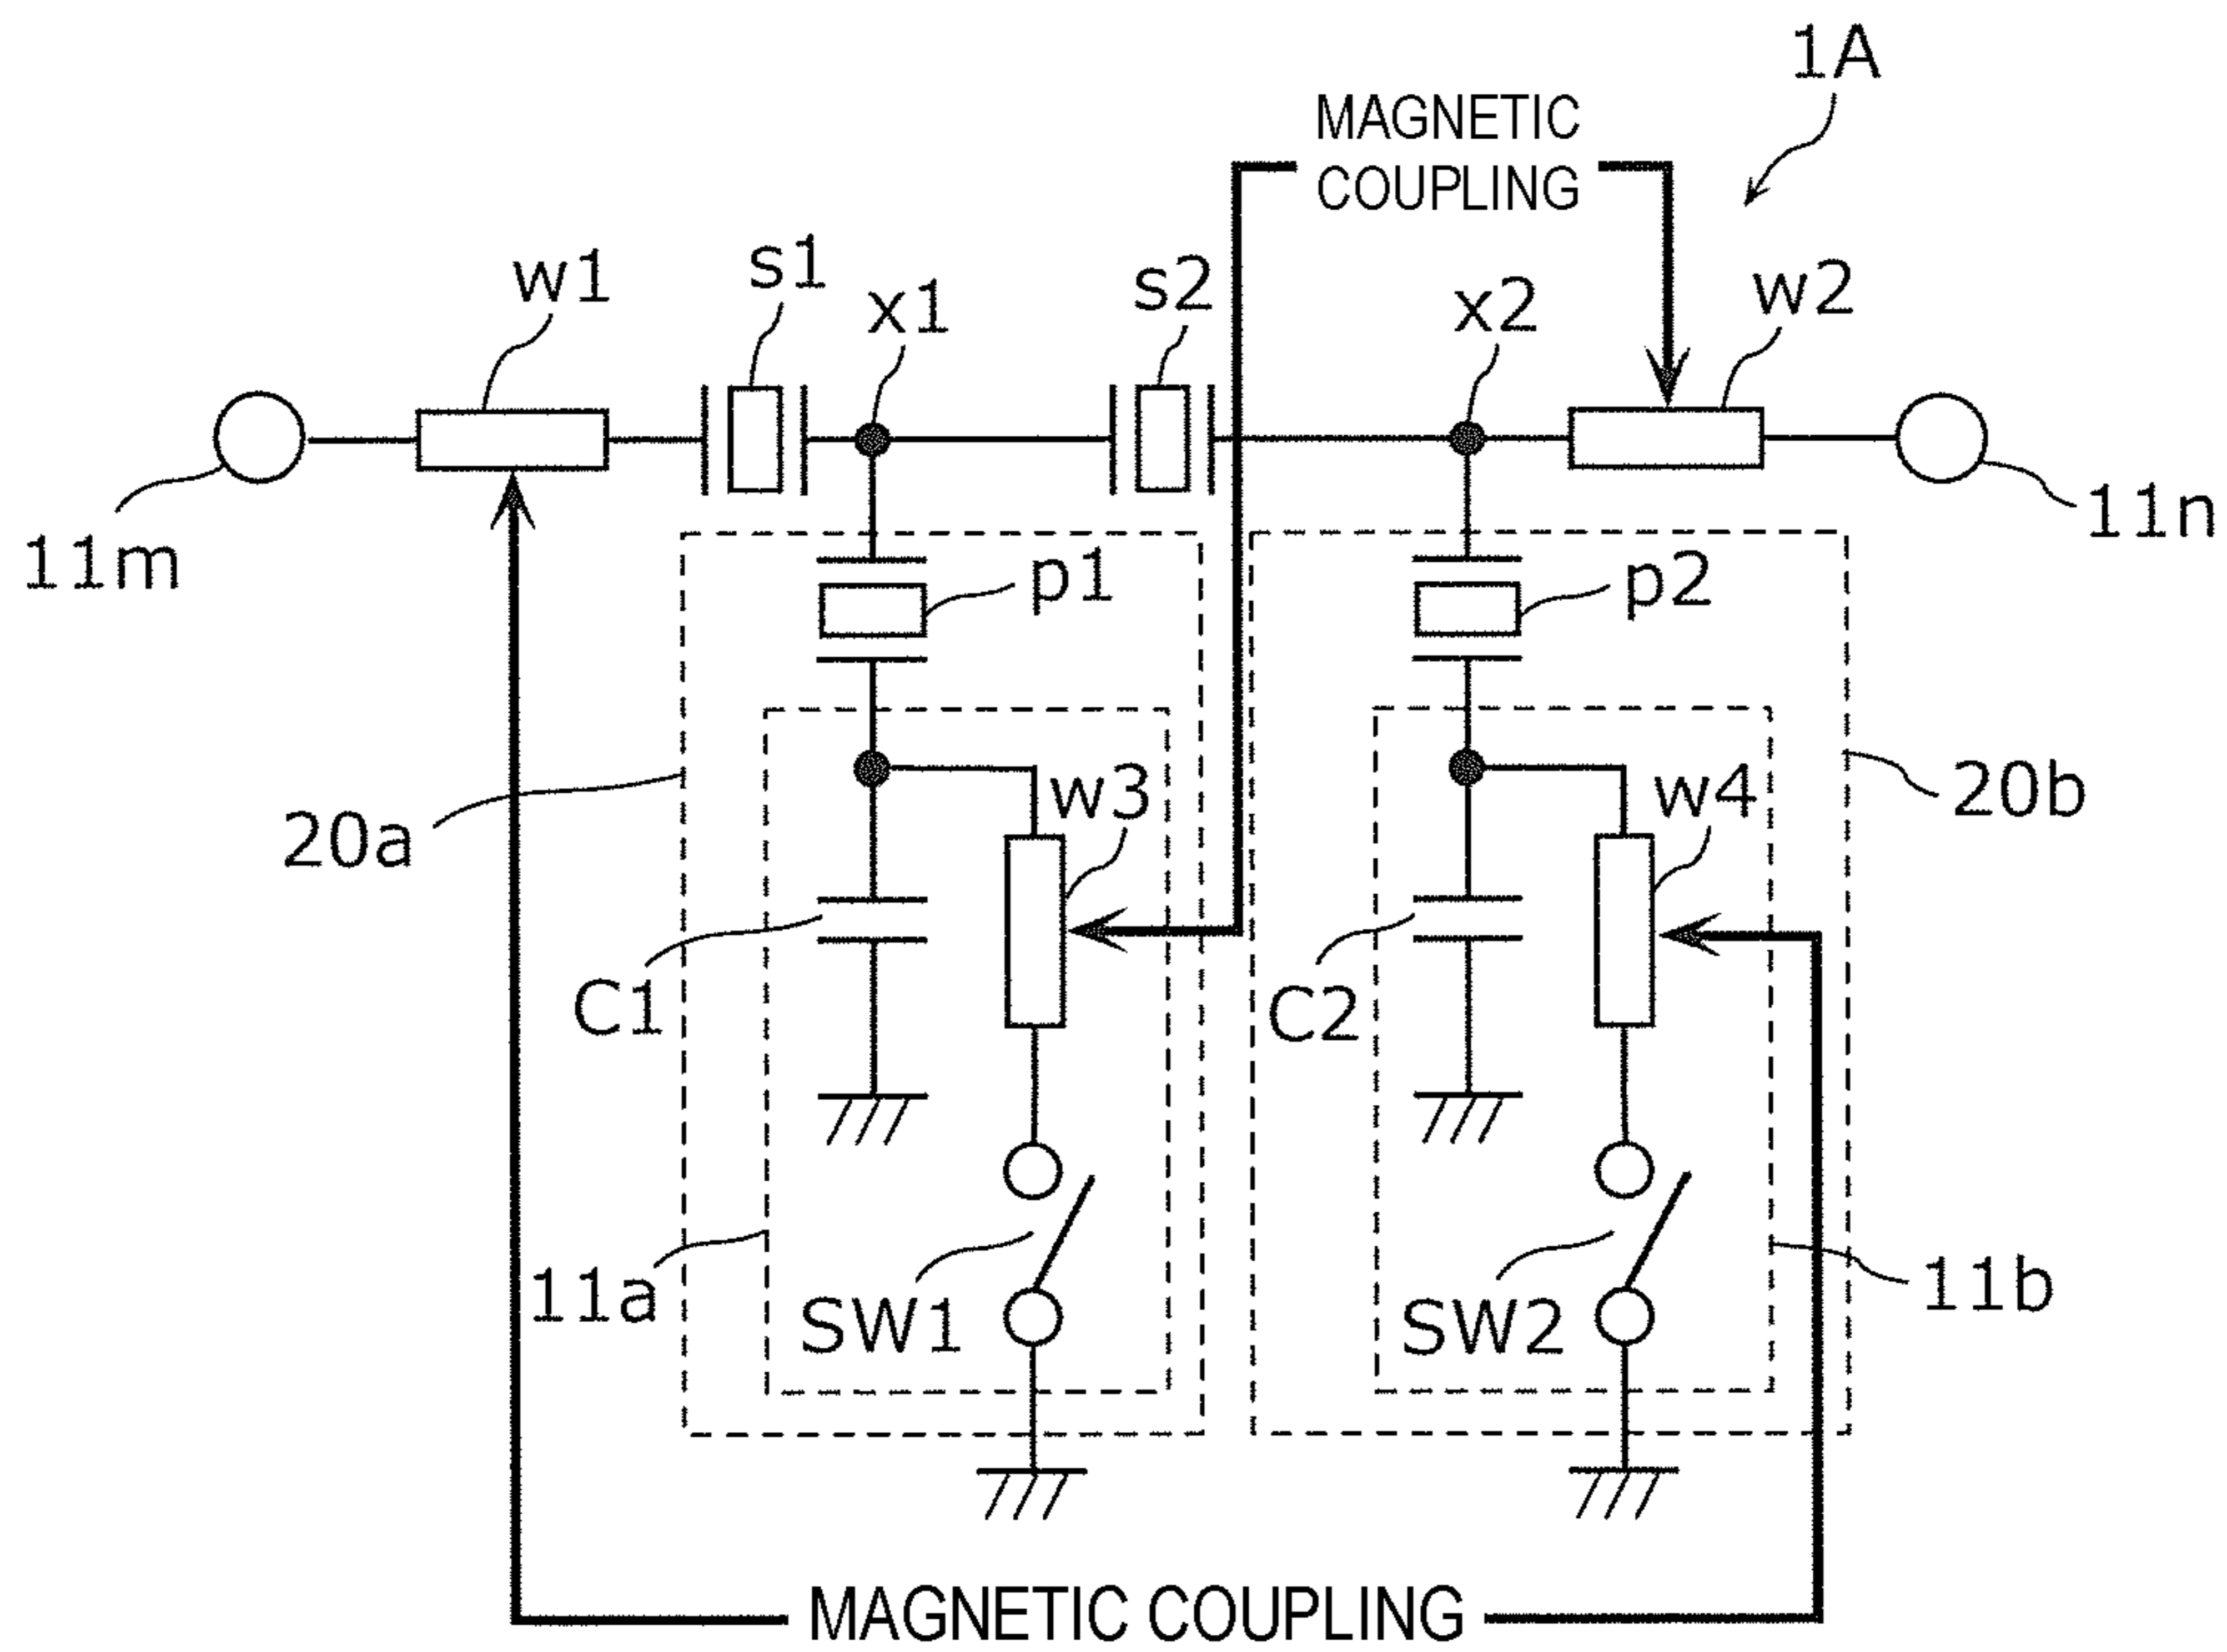 1A
MAGNETIC
COUPLING
w1
s1
x1
s2
x2
w2
11m
11n
p1
p2
20a
w3
w4
20b
C1
C2
11a
SW1
SW2
11b
MAGNETIC COUPLING